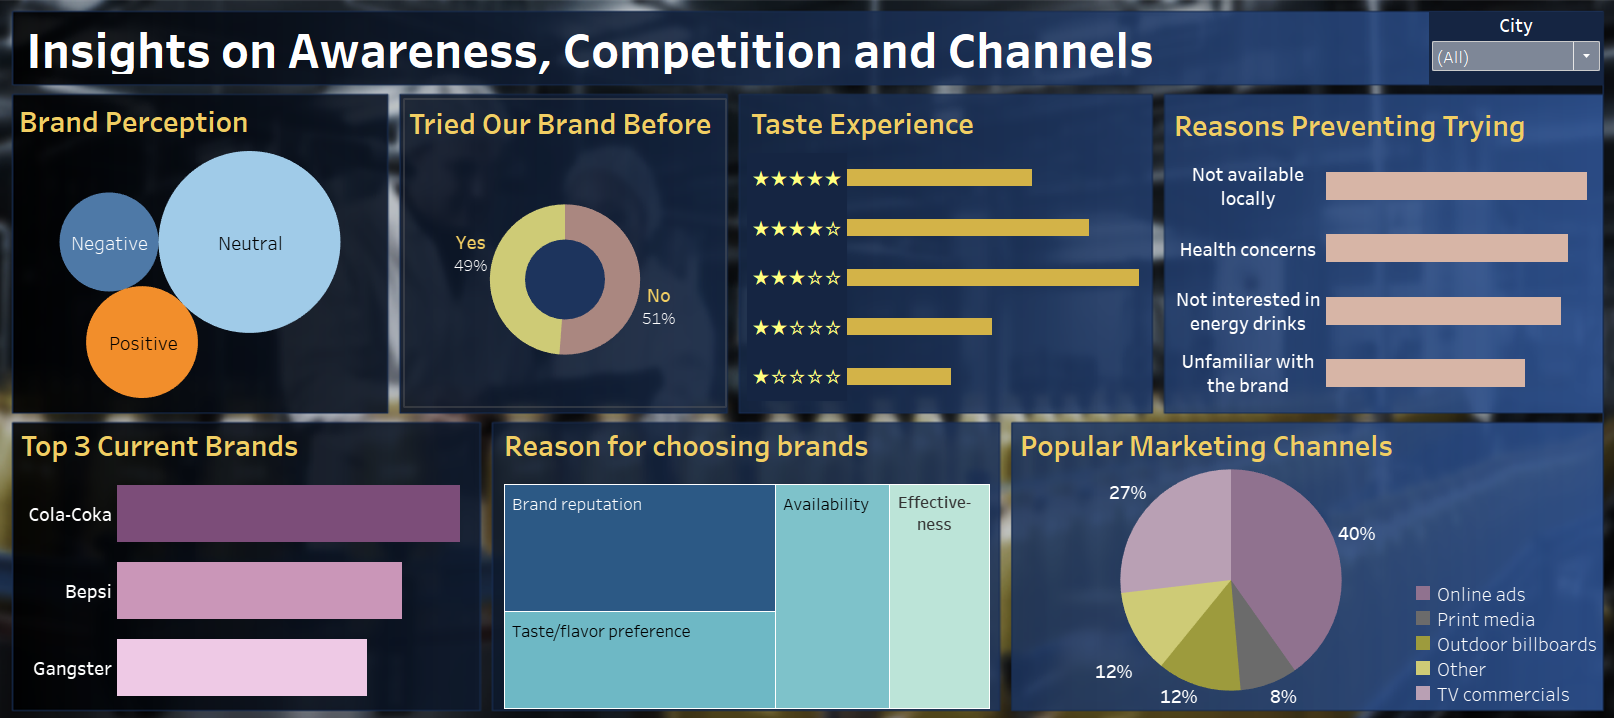 Insights on Awareness, Competition and Channels
City
(All)
Brand Perception
Negative
Neutral
Positive
Tried Our Brand Before
Yes
49%
No
51%
Taste Experience
★★★★★
★★★★☆
★★★☆☆
★★☆☆☆
★☆☆☆☆
Reasons Preventing Trying
Not available
locally
Health concerns
Not interested in
energy drinks
Unfamiliar with
the brand
Top 3 Current Brands
Cola-Coka
Bepsi
Gangster
Reason for choosing brands
Brand reputation
Taste/flavor preference
Availability
Effective-
ness
Popular Marketing Channels
27%
40%
12%
12%
8%
Online ads
Print media
Outdoor billboards
Other
TV commercials